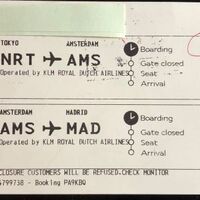 TOKYO AMSTERDAM
NRT AMS
Operated by KLM ROYAL DUTCH AIRLINES
Boarding
Gate closed
Seat
Arrival
AMSTERDAM MADRID
AMS MAD
Operated by KLM ROYAL DUTCH AIRLINES
Boarding
Gate closed
Seat
Arrival
CLOSURE CUSTOMERS WILL BE REFUSED.CHECK MONITOR
4799738 - Booking PA9KBQ